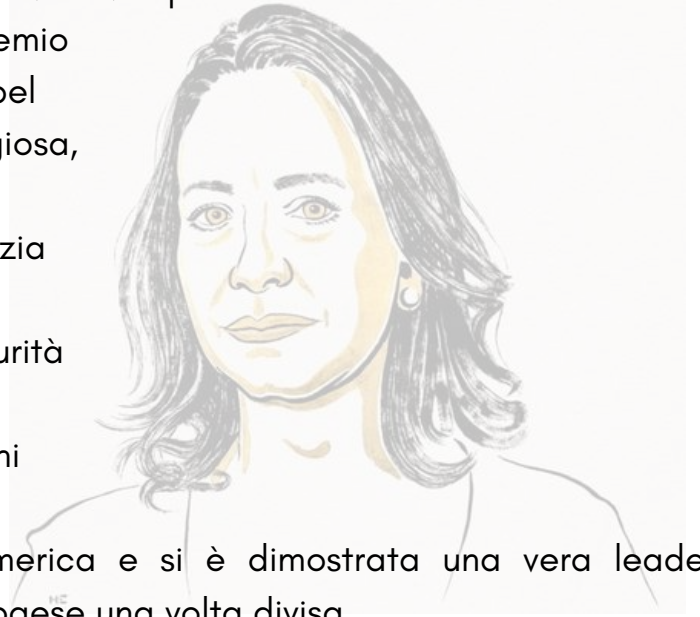 emio
bel
giosa,
zia
urità
ni
merica e si è dimostrata una vera leade
paese una volta divisa